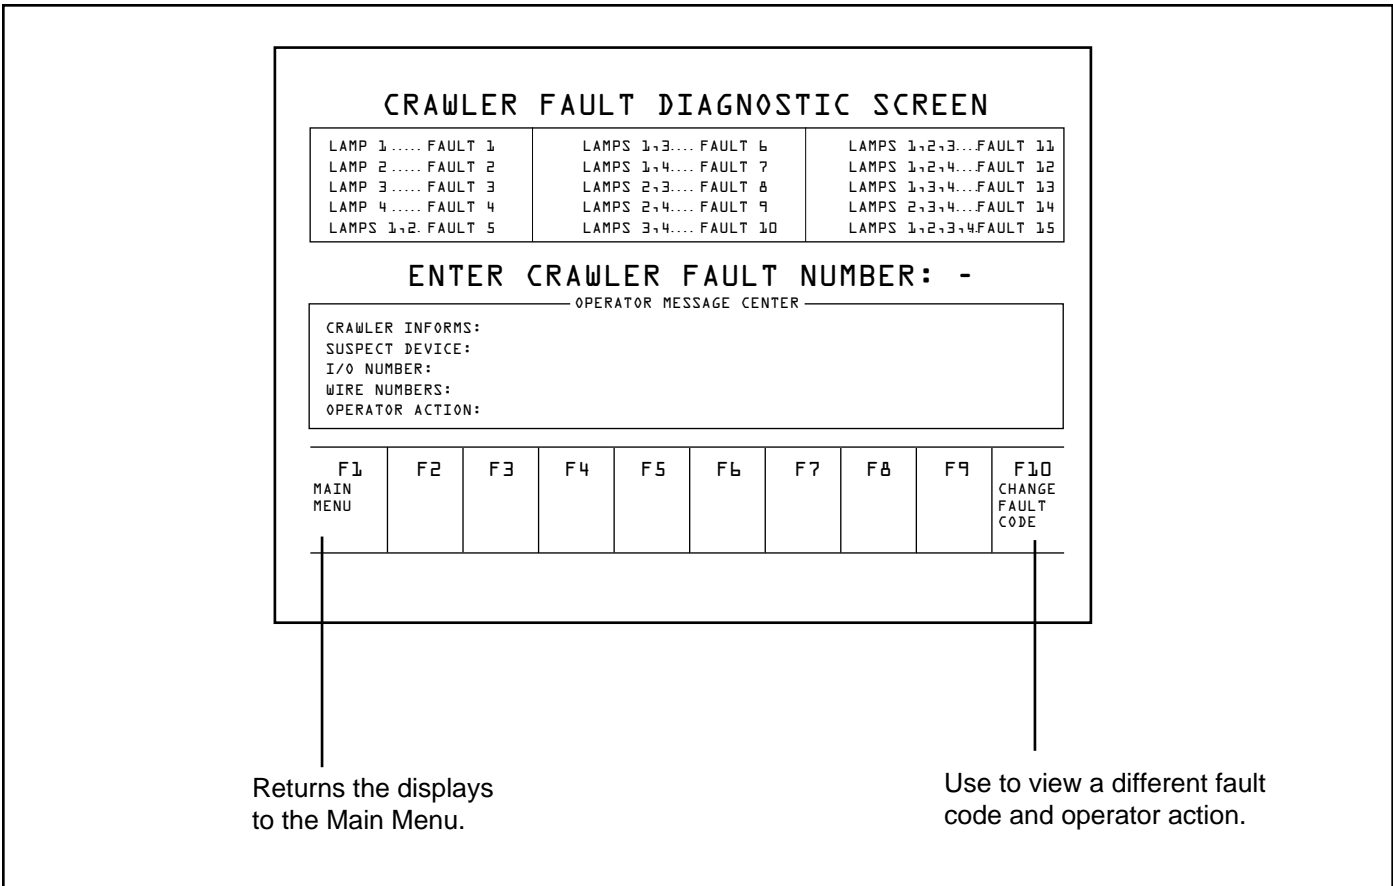 CRAWLER FAULT DIAGNOSTIC SCREEN
LAMP 1..... FAULT 1
LAMP 2..... FAULT 2
LAMP 3..... FAULT 3
LAMP 4..... FAULT 4
LAMPS 1,2. FAULT 5
LAMPS 1,3.... FAULT 6
LAMPS 1,4.... FAULT 7
LAMPS 2,3.... FAULT 8
LAMPS 2,4.... FAULT 9
LAMPS 3,4.... FAULT 10
LAMPS 1,2,3....FAULT 11
LAMPS 1,2,4....FAULT 12
LAMPS 1,3,4....FAULT 13
LAMPS 2,3,4....FAULT 14
LAMPS 1,2,3,4.FAULT 15
ENTER CRAWLER FAULT NUMBER: -
OPERATOR MESSAGE CENTER
CRAWLER INFORMS:
SUSPECT DEVICE:
I/O NUMBER:
WIRE NUMBERS:
OPERATOR ACTION:
F1 F2 F3 F4 F5 F6 F7 F8 F9 F10
MAIN
MENU
CHANGE
FAULT
CODE
Returns the displays
to the Main Menu.
Use to view a different fault
code and operator action.